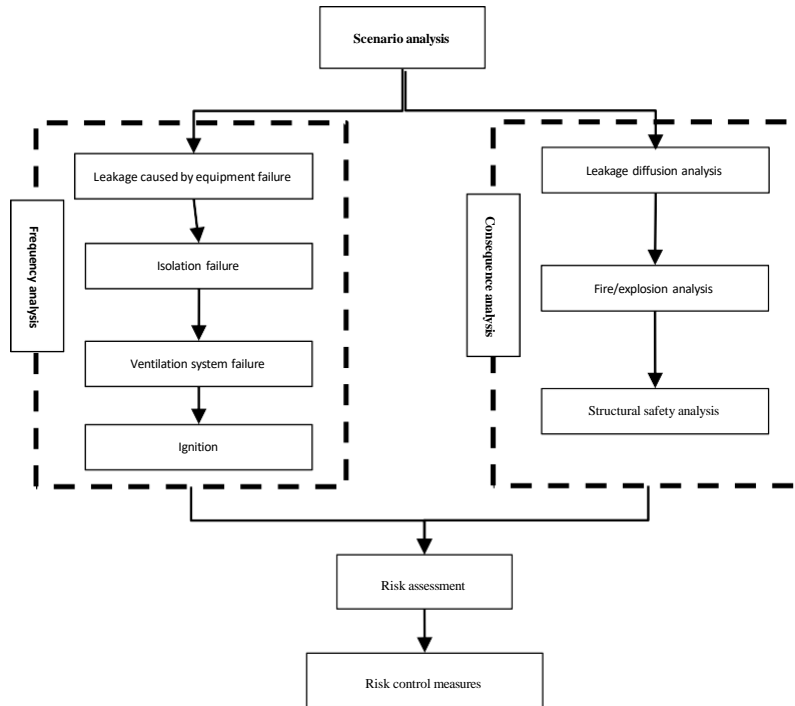 Scenario analysis
Frequency analysis
Leakage caused by equipment failure
Isolation failure
Ventilation system failure
Ignition
Consequence analysis
Leakage diffusion analysis
Fire/explosion analysis
Structural safety analysis
Risk assessment
Risk control measures